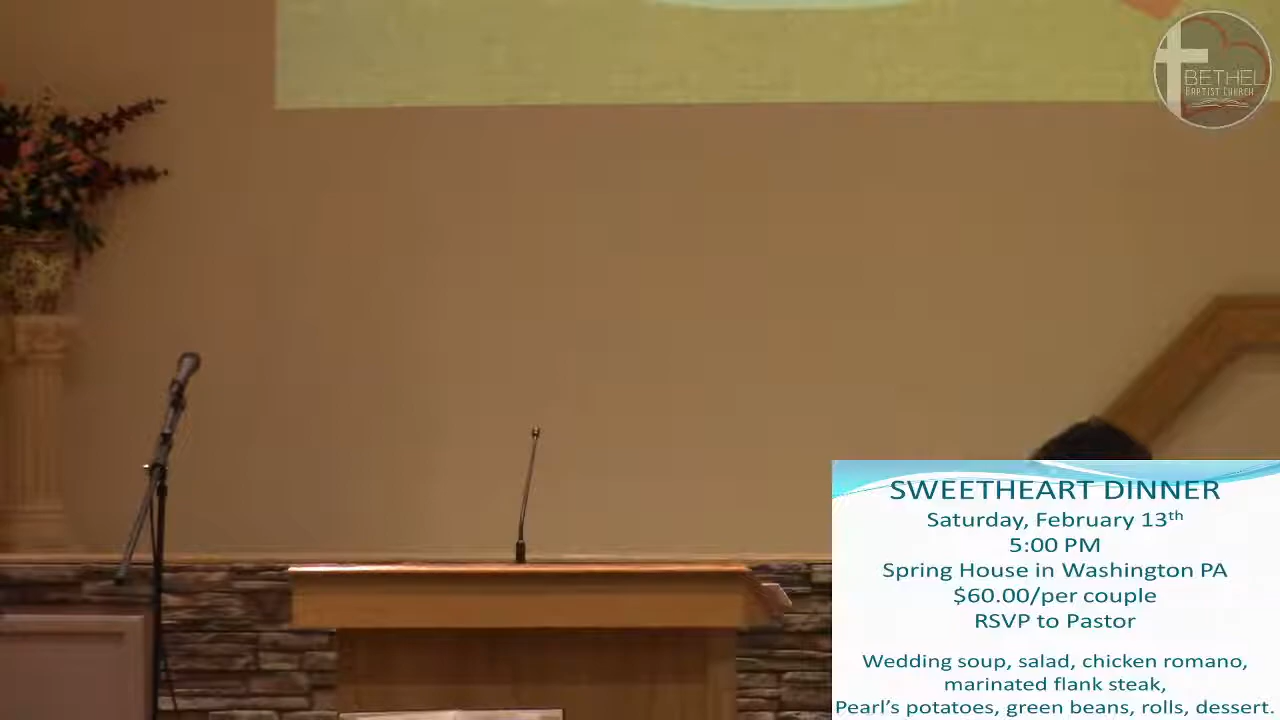 BETHEL
BAPTIST CHURCH
SWEETHEART DINNER
Saturday, February 13th
5:00 PM
Spring House in Washington PA
$60.00/per couple
RSVP to Pastor
Wedding soup, salad, chicken romano,
marinated flank steak,
Pearl's potatoes, green beans, rolls, dessert.